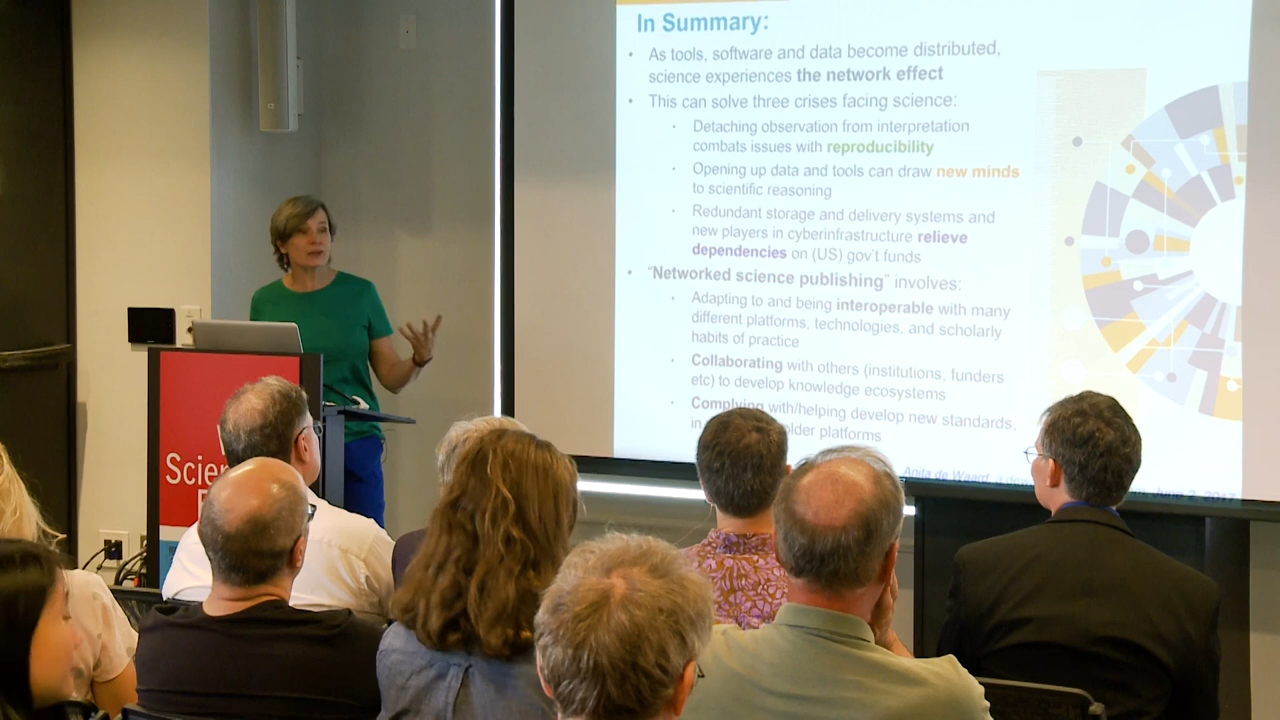 In Summary:
• As tools, software and data become distributed,
science experiences the network effect
• This can solve three crises facing science:
• Detaching observation from interpretation
combats issues with reproducibility
• Opening up data and tools can draw new minds
to scientific reasoning
• Redundant storage and delivery systems and
new players in cyberinfrastructure relieve
dependencies on (US) gov't funds
• "Networked science publishing" involves:
• Adapting to and being interoperable with many
different platforms, technologies, and scholarly
habits of practice
• Collaborating with others (institutions, funders
etc) to develop knowledge ecosystems
• Complying with/helping develop new standards,
in older platforms
Anita de Waard